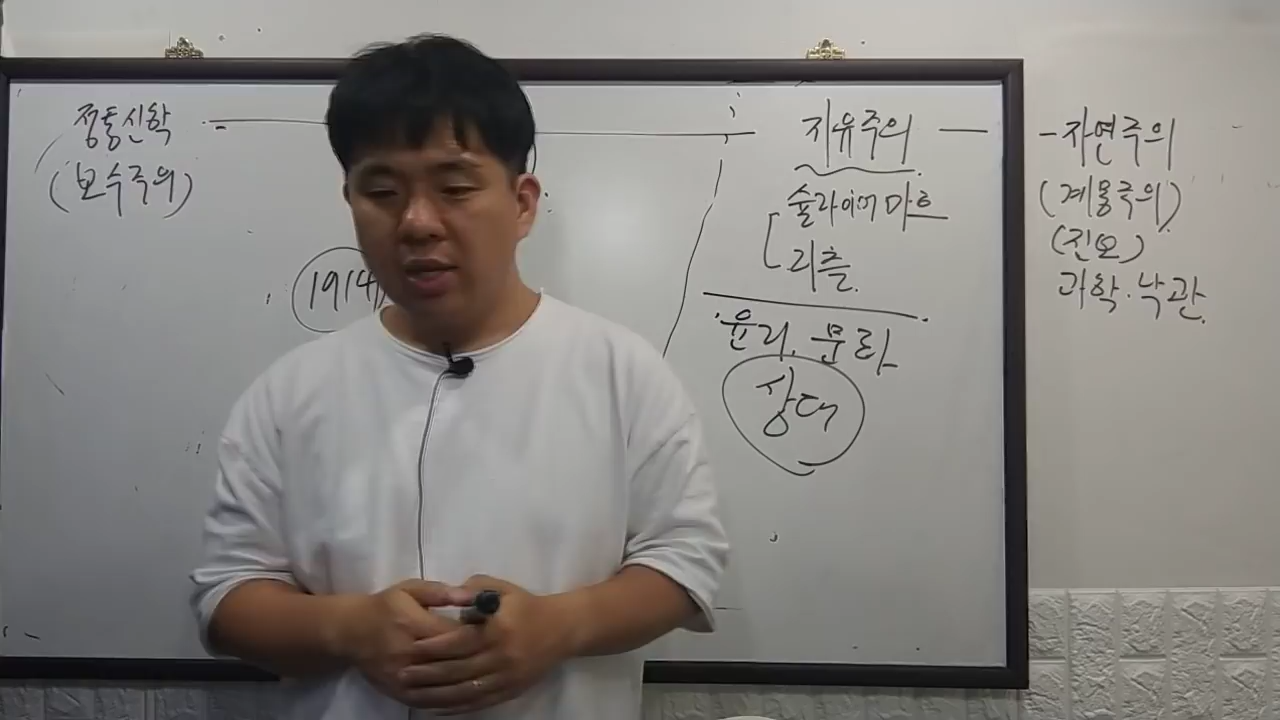 정통신학
(보수주의)
1914
자유주의 —
슐라이어마흐
리츨.
윤리. 문화
상대
- 자연주의
(계몽주의)
(진보)
과학. 낙관.